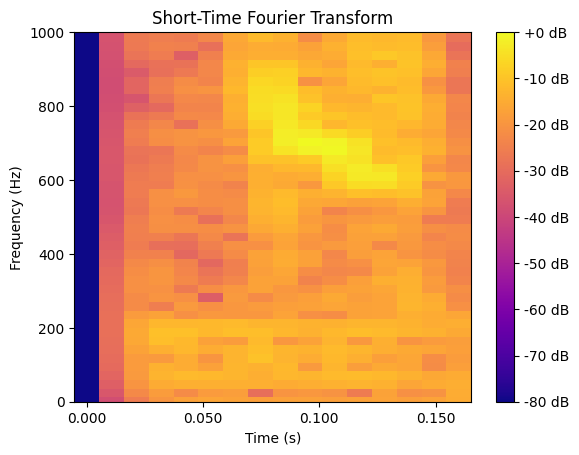 Short-Time Fourier Transform
1000
800
600
400
200
0
Frequency (Hz)
0.000
0.050
0.100
0.150
Time (s)
+0 dB
-10 dB
-20 dB
-30 dB
-40 dB
-50 dB
-60 dB
-70 dB
-80 dB